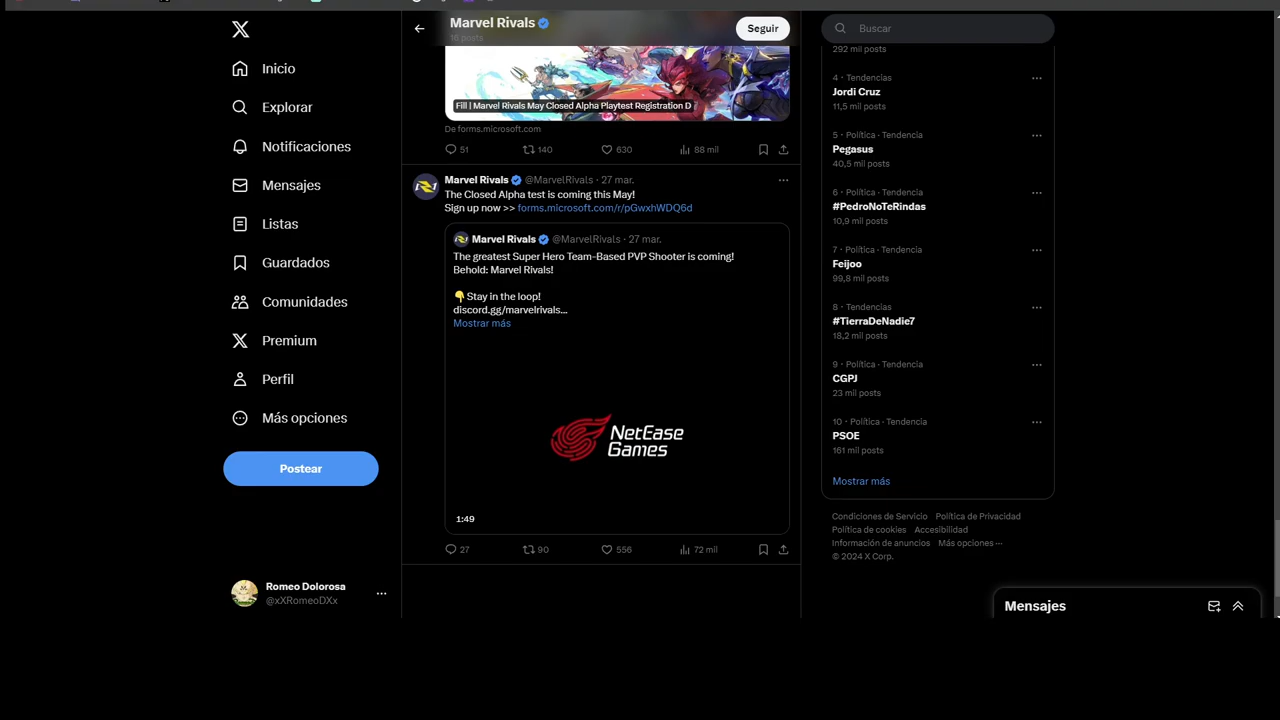 Inicio
Explorar
Notificaciones
Mensajes
Listas
Guardados
Comunidades
Premium
Perfil
Más opciones
Postear
Romeo Dolorosa
@xXRomeoDXx
Marvel Rivals
16 posts
Seguir
Fill | Marvel Rivals May Closed Alpha Playtest Registration D
De forms.microsoft.com
51 140 630 88 mil
Marvel Rivals @MarvelRivals · 27 mar.
The Closed Alpha test is coming this May!
Sign up now >> forms.microsoft.com/r/pGwxhWDQ6d
Marvel Rivals @MarvelRivals · 27 mar.
The greatest Super Hero Team-Based PVP Shooter is coming!
Behold: Marvel Rivals!
👇Stay in the loop!
discord.gg/marvelrivals...
Mostrar más
NetEase
Games
1:49
27 90 556 72 mil
Buscar
292 mil posts
4 · Tendencias
Jordi Cruz
11,5 mil posts
5 · Política · Tendencia
Pegasus
40,5 mil posts
6 · Política · Tendencia
#PedroNoTeRindas
10,9 mil posts
7 · Política · Tendencia
Feijoo
99,8 mil posts
8 · Tendencias
#TierraDeNadie7
18,2 mil posts
9 · Política · Tendencia
CGPJ
23 mil posts
10 · Política · Tendencia
PSOE
161 mil posts
Mostrar más
Condiciones de Servicio Política de Privacidad
Política de cookies Accesibilidad
Información de anuncios Más opciones ···
© 2024 X Corp.
Mensajes